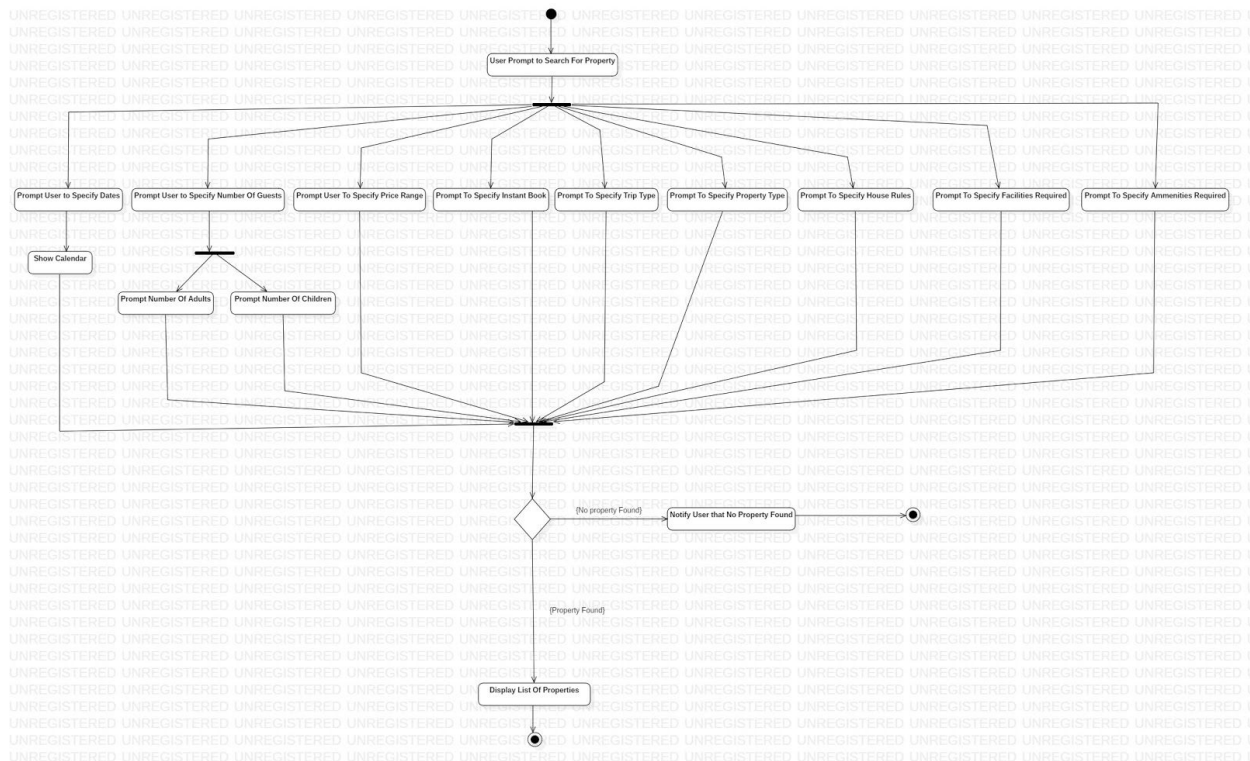 User Prompt to Search For Property
Prompt User to Specify Dates
Prompt User to Specify Number Of Guests
Prompt User To Specify Price Range
Prompt To Specify Instant Book
Prompt To Specify Trip Type
Prompt To Specify Property Type
Prompt To Specify House Rules
Prompt To Specify Facilities Required
Prompt To Specify Ammenities Required
Show Calendar
Prompt Number Of Adults
Prompt Number Of Children
{No property Found}
Notify User that No Property Found
{Property Found}
Display List Of Properties
UNREGISTERED